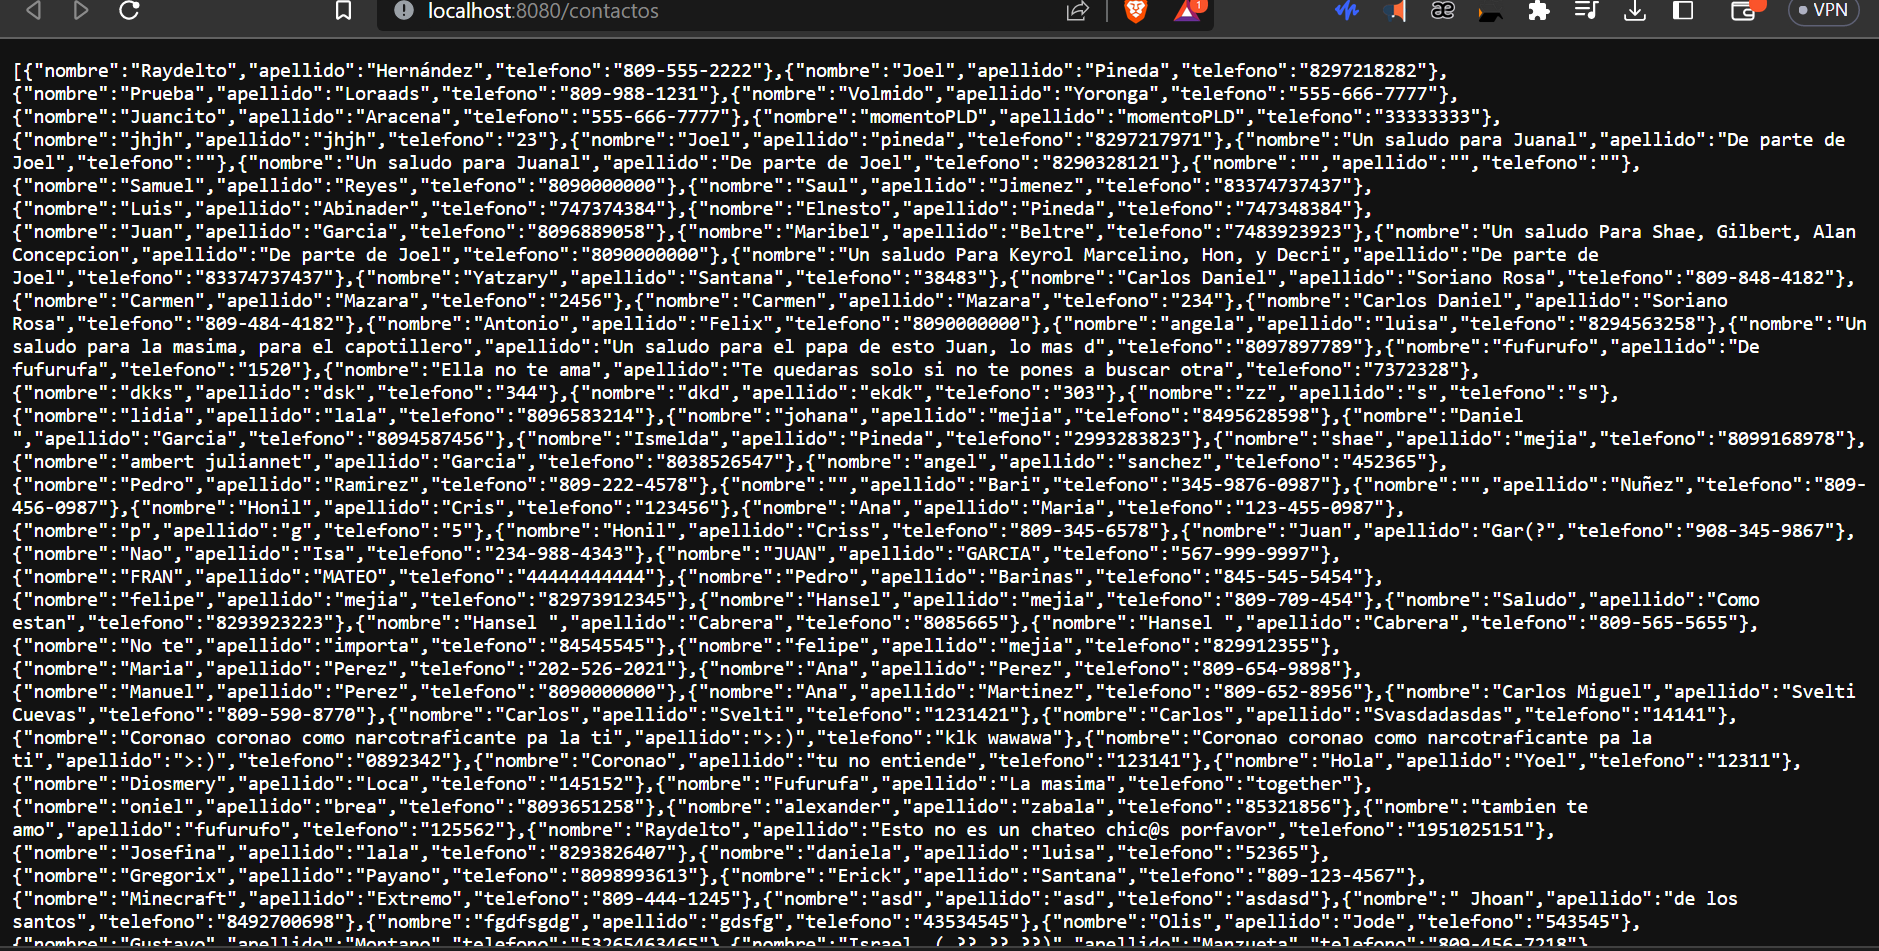 localhost:8080/contactos
1
VPN
[{"nombre":"Raydelto","apellido":"Hernández","telefono":"809-555-2222"},{"nombre":"Joel","apellido":"Pineda","telefono":"8297218282"},
{"nombre":"Prueba","apellido":"Loraads","telefono":"809-988-1231"},{"nombre":"Volmido","apellido":"Yoronga","telefono":"555-666-7777"},
{"nombre":"Juancito","apellido":"Aracena","telefono":"555-666-7777"},{"nombre":"momentoPLD","apellido":"momentoPLD","telefono":"33333333"},
{"nombre":"jhjh","apellido":"jhjh","telefono":"23"},{"nombre":"Joel","apellido":"pineda","telefono":"8297217971"},{"nombre":"Un saludo para Juanal","apellido":"De parte de
Joel","telefono":""},{"nombre":"Un saludo para Juanal","apellido":"De parte de Joel","telefono":"8290328121"},{"nombre":"","apellido":"","telefono":""},
{"nombre":"Samuel","apellido":"Reyes","telefono":"8090000000"},{"nombre":"Saul","apellido":"Jimenez","telefono":"83374737437"},
{"nombre":"Luis","apellido":"Abinader","telefono":"747374384"},{"nombre":"Elnesto","apellido":"Pineda","telefono":"747348384"},
{"nombre":"Juan","apellido":"Garcia","telefono":"8096889058"},{"nombre":"Maribel","apellido":"Beltre","telefono":"7483923923"},{"nombre":"Un saludo Para Shae, Gilbert, Alan
Concepcion","apellido":"De parte de Joel","telefono":"8090000000"},{"nombre":"Un saludo Para Keyrol Marcelino, Hon, y Decri","apellido":"De parte de
Joel","telefono":"83374737437"},{"nombre":"Yatzary","apellido":"Santana","telefono":"38483"},{"nombre":"Carlos Daniel","apellido":"Soriano Rosa","telefono":"809-848-4182"},
{"nombre":"Carmen","apellido":"Mazara","telefono":"2456"},{"nombre":"Carmen","apellido":"Mazara","telefono":"234"},{"nombre":"Carlos Daniel","apellido":"Soriano
Rosa","telefono":"809-484-4182"},{"nombre":"Antonio","apellido":"Felix","telefono":"8090000000"},{"nombre":"angela","apellido":"luisa","telefono":"8294563258"},{"nombre":"Un
saludo para la masima, para el capotillero","apellido":"Un saludo para el papa de esto Juan, lo mas d","telefono":"8097897789"},{"nombre":"fufurufo","apellido":"De
fufurufa","telefono":"1520"},{"nombre":"Ella no te ama","apellido":"Te quedaras solo si no te pones a buscar otra","telefono":"7372328"},
{"nombre":"dkks","apellido":"dsk","telefono":"344"},{"nombre":"dkd","apellido":"ekdk","telefono":"303"},{"nombre":"zz","apellido":"s","telefono":"s"},
{"nombre":"lidia","apellido":"lala","telefono":"8096583214"},{"nombre":"johana","apellido":"mejia","telefono":"8495628598"},{"nombre":"Daniel
","apellido":"Garcia","telefono":"8094587456"},{"nombre":"Ismelda","apellido":"Pineda","telefono":"2993283823"},{"nombre":"shae","apellido":"mejia","telefono":"8099168978"},
{"nombre":"ambert juliannet","apellido":"Garcia","telefono":"8038526547"},{"nombre":"angel","apellido":"sanchez","telefono":"452365"},
{"nombre":"Pedro","apellido":"Ramirez","telefono":"809-222-4578"},{"nombre":"","apellido":"Bari","telefono":"345-9876-0987"},{"nombre":"","apellido":"Nuñez","telefono":"809-
456-0987"},{"nombre":"Honil","apellido":"Cris","telefono":"123456"},{"nombre":"Ana","apellido":"Maria","telefono":"123-455-0987"},
{"nombre":"p","apellido":"g","telefono":"5"},{"nombre":"Honil","apellido":"Criss","telefono":"809-345-6578"},{"nombre":"Juan","apellido":"Gar(?","telefono":"908-345-9867"},
{"nombre":"Nao","apellido":"Isa","telefono":"234-988-4343"},{"nombre":"JUAN","apellido":"GARCIA","telefono":"567-999-9997"},
{"nombre":"FRAN","apellido":"MATEO","telefono":"44444444444"},{"nombre":"Pedro","apellido":"Barinas","telefono":"845-545-5454"},
{"nombre":"felipe","apellido":"mejia","telefono":"82973912345"},{"nombre":"Hansel","apellido":"mejia","telefono":"809-709-454"},{"nombre":"Saludo","apellido":"Como
estan","telefono":"8293923223"},{"nombre":"Hansel ","apellido":"Cabrera","telefono":"8085665"},{"nombre":"Hansel ","apellido":"Cabrera","telefono":"809-565-5655"},
{"nombre":"No te","apellido":"importa","telefono":"84545545"},{"nombre":"felipe","apellido":"mejia","telefono":"829912355"},
{"nombre":"Maria","apellido":"Perez","telefono":"202-526-2021"},{"nombre":"Ana","apellido":"Perez","telefono":"809-654-9898"},
{"nombre":"Manuel","apellido":"Perez","telefono":"8090000000"},{"nombre":"Ana","apellido":"Martinez","telefono":"809-652-8956"},{"nombre":"Carlos Miguel","apellido":"Svelti
Cuevas","telefono":"809-590-8770"},{"nombre":"Carlos","apellido":"Svelti","telefono":"1231421"},{"nombre":"Carlos","apellido":"Svasdadasdas","telefono":"14141"},
{"nombre":"Coronao coronao como narcotraficante pa la ti","apellido":">:)","telefono":"klk wawawa"},{"nombre":"Coronao coronao como narcotraficante pa la
ti","apellido":">:)","telefono":"0892342"},{"nombre":"Coronao","apellido":"tu no entiende","telefono":"123141"},{"nombre":"Hola","apellido":"Yoel","telefono":"12311"},
{"nombre":"Diosmery","apellido":"Loca","telefono":"145152"},{"nombre":"Fufurufa","apellido":"La masima","telefono":"together"},
{"nombre":"oniel","apellido":"brea","telefono":"8093651258"},{"nombre":"alexander","apellido":"zabala","telefono":"85321856"},{"nombre":"tambien te
amo","apellido":"fufurufo","telefono":"125562"},{"nombre":"Raydelto","apellido":"Esto no es un chateo chic@s porfavor","telefono":"1951025151"},
{"nombre":"Josefina","apellido":"lala","telefono":"8293826407"},{"nombre":"daniela","apellido":"luisa","telefono":"52365"},
{"nombre":"Gregorix","apellido":"Payano","telefono":"8098993613"},{"nombre":"Erick","apellido":"Santana","telefono":"809-123-4567"},
{"nombre":"Minecraft","apellido":"Extremo","telefono":"809-444-1245"},{"nombre":"asd","apellido":"asd","telefono":"asdasd"},{"nombre":" Jhoan","apellido":"de los
santos","telefono":"8492700698"},{"nombre":"fgdfsgdg","apellido":"gdsfg","telefono":"43534545"},{"nombre":"Olis","apellido":"Jode","telefono":"543545"},
{"nombre":"Gustavo","apellido":"Montano","telefono":"53265463465"},{"nombre":"Israel  ( ?? ?? ??)","apellido":"Manzueta","telefono":"809-456-7218"},